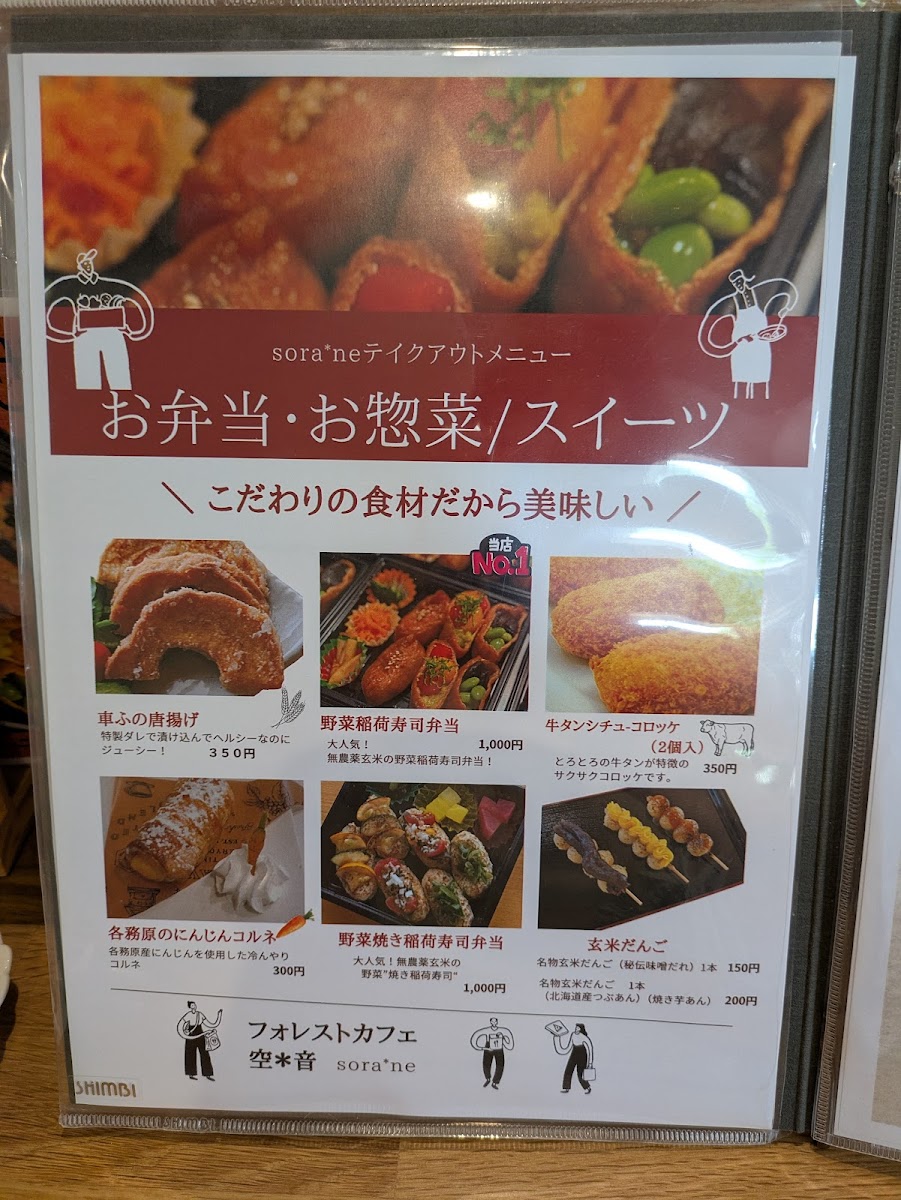 sora*neテイクアウトメニュー
お弁当・お惣菜/スイーツ
＼ こだわりの食材だから美味しい ／
車ふの唐揚げ
特製ダレで漬け込んでヘルシーなのに
ジューシー！ 350円
当店
No.1
野菜稲荷寿司弁当
大人気！ 1,000円
無農薬玄米の野菜稲荷寿司弁当！
牛タンシチュ-コロッケ
（2個入）
とろとろの牛タンが特徴の
サクサクコロッケです。 350円
各務原のにんじんコルネ
各務原産にんじんを使用した冷んやり
コルネ 300円
野菜焼き稲荷寿司弁当
大人気！無農薬玄米の
野菜"焼き稲荷寿司"
1,000円
玄米だんご
名物玄米だんご（秘伝味噌だれ）1本 150円
名物玄米だんご 1本
（北海道産つぶあん）（焼き芋あん） 200円
フォレストカフェ
空＊音 sora*ne
SHIMBI